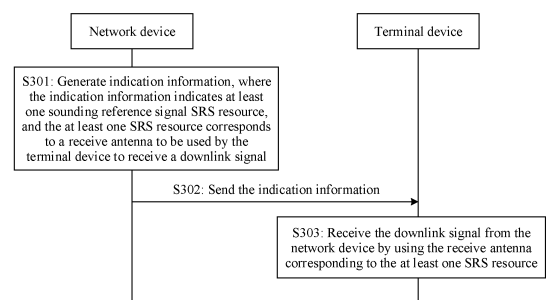 Network device
Terminal device
S301: Generate indication information, where
the indication information indicates at least
one sounding reference signal SRS resource,
and the at least one SRS resource corresponds
to a receive antenna to be used by the
terminal device to receive a downlink signal
S302: Send the indication information
S303: Receive the downlink signal from the
network device by using the receive antenna
corresponding to the at least one SRS resource